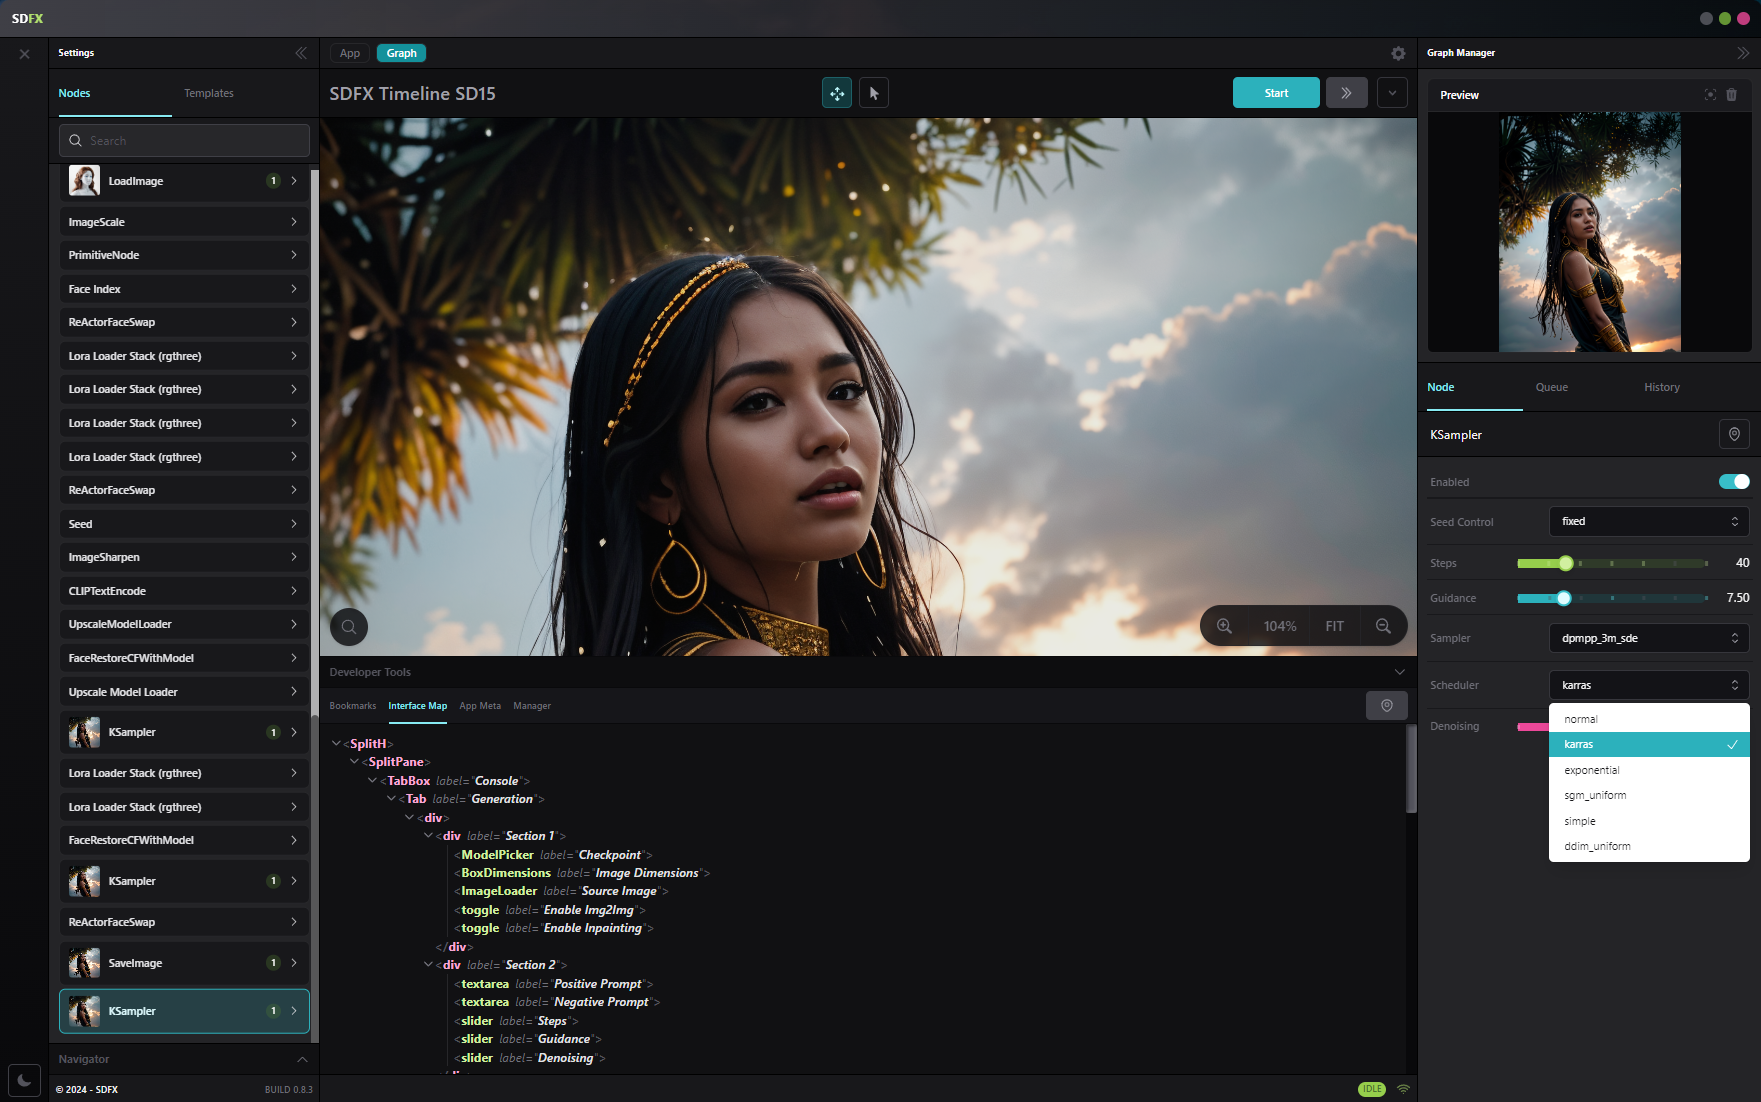 SDFX
Settings
Nodes
Templates
Search
LoadImage 1
ImageScale
PrimitiveNode
Face Index
ReActorFaceSwap
Lora Loader Stack (rgthree)
Lora Loader Stack (rgthree)
Lora Loader Stack (rgthree)
Lora Loader Stack (rgthree)
ReActorFaceSwap
Seed
ImageSharpen
CLIPTextEncode
UpscaleModelLoader
FaceRestoreCFWithModel
Upscale Model Loader
KSampler 1
Lora Loader Stack (rgthree)
Lora Loader Stack (rgthree)
FaceRestoreCFWithModel
KSampler 1
ReActorFaceSwap
SaveImage 1
KSampler 1
Navigator
© 2024 - SDFX BUILD 0.8.3
App Graph
SDFX Timeline SD15
Start
104% FIT
Developer Tools
Bookmarks Interface Map App Meta Manager
<SplitH>
<SplitPane>
<TabBox label="Console">
<Tab label="Generation">
<div>
<div label="Section 1">
<ModelPicker label="Checkpoint">
<BoxDimensions label="Image Dimensions">
<ImageLoader label="Source Image">
<toggle label="Enable Img2Img">
<toggle label="Enable Inpainting">
</div>
<div label="Section 2">
<textarea label="Positive Prompt">
<textarea label="Negative Prompt">
<slider label="Steps">
<slider label="Guidance">
<slider label="Denoising">
IDLE
Graph Manager
Preview
Node Queue History
KSampler
Enabled
Seed Control fixed
Steps 40
Guidance 7.50
Sampler dpmpp_3m_sde
Scheduler karras
Denoising
normal
karras
exponential
sgm_uniform
simple
ddim_uniform